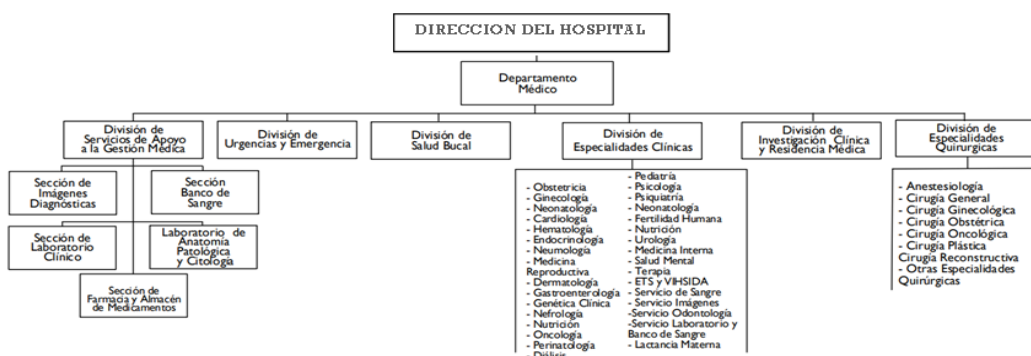 DIRECCION DEL HOSPITAL
Departamento
Médico
División de
Servicios de Apoyo
a la Gestión Médica
División de
Urgencias y Emergencia
División de
Salud Bucal
División de
Especialidades Clínicas
División de
Investigación Clínica
y Residencia Médica
División de
Especialidades
Quirurgicas
Sección de
Imágenes
Diagnósticas
Sección
Banco de
Sangre
Sección de
Laboratorio
Clínico
Laboratorio de
Anatomía
Patológica
y Citología
Sección de
Farmacia y Almacén
de Medicamentos
- Obstetricia
- Ginecología
- Neonatología
- Cardiología
- Hematología
- Endocrinología
- Neumología
- Medicina
Reproductiva
- Dermatología
- Gastroenterología
- Genética Clínica
- Nefrología
- Nutrición
- Oncología
- Perinatología
- Diálisis
- Pediatría
- Psicología
- Psiquiatría
- Neonatología
- Fertilidad Humana
- Nutrición
- Urología
- Medicina Interna
- Salud Mental
- Terapia
- ETS y VIHSIDA
- Servicio de Sangre
- Servicio Imágenes
-Servicio Odontología
-Servicio Laboratorio y
Banco de Sangre
- Lactancia Materna
- Anestesiología
- Cirugía General
- Cirugía Ginecológica
- Cirugía Obstétrica
- Cirugía Oncológica
- Cirugía Plástica
Cirugía Reconstructiva
- Otras Especialidades
Quirúrgicas